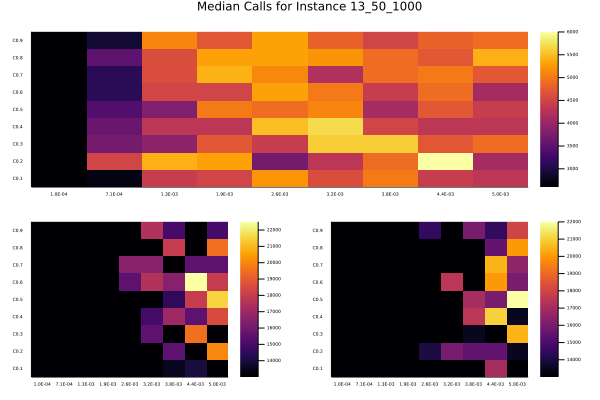 Median Calls for Instance 13_50_1000
C0.9
C0.8
C0.7
C0.6
C0.5
C0.4
C0.3
C0.2
C0.1
1.8E-04 7.1E-04 1.3E-03 1.9E-03 2.6E-03 3.2E-03 3.8E-03 4.4E-03 5.0E-03
6000
5500
5000
4500
4000
3500
3000
C0.9
C0.8
C0.7
C0.6
C0.5
C0.4
C0.3
C0.2
C0.1
1.0E-04 7.1E-04 1.3E-03 1.9E-03 2.6E-03 3.2E-03 3.8E-03 4.4E-03 5.0E-03
22000
21000
20000
19000
18000
17000
16000
15000
14000
C0.9
C0.8
C0.7
C0.6
C0.5
C0.4
C0.3
C0.2
C0.1
1.0E-04 7.1E-04 1.3E-03 1.9E-03 2.6E-03 3.2E-03 3.8E-03 4.4E-03 5.0E-03
22000
21000
20000
19000
18000
17000
16000
15000
14000